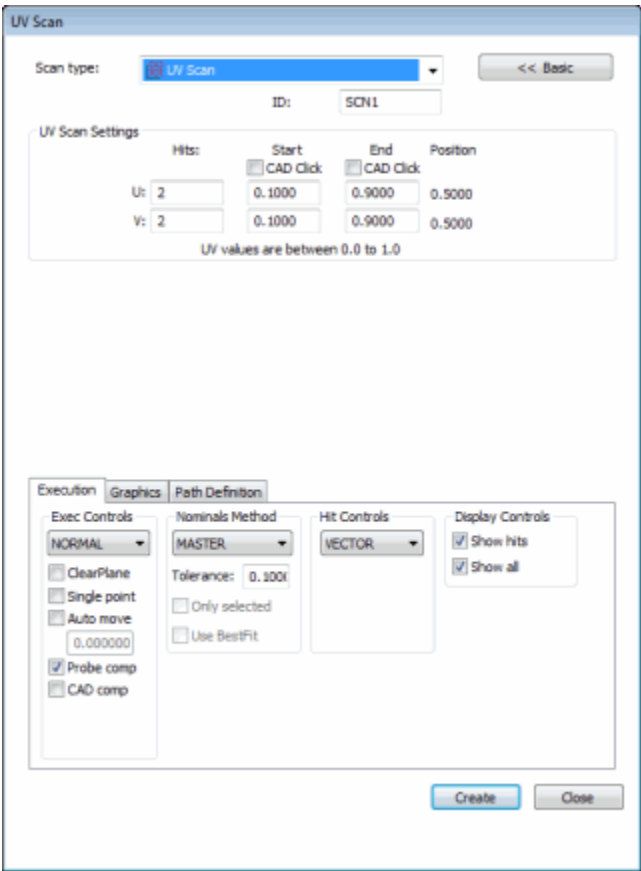 UV Scan
Scan type: UV Scan << Basic
ID: SCN1
UV Scan Settings
Hits: Start End Position
CAD Click CAD Click
U: 2 0.1000 0.9000 0.5000
V: 2 0.1000 0.9000 0.5000
UV values are between 0.0 to 1.0
Execution Graphics Path Definition
Exec Controls Nominals Method Hit Controls Display Controls
NORMAL MASTER VECTOR Show hits
ClearPlane Tolerance: 0.100 Show all
Single point Only selected
Auto move Use BestFit
0.000000
Probe comp
CAD comp
Create Close